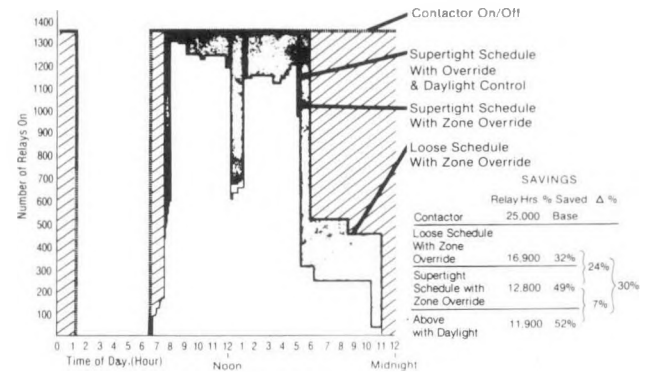 Contactor On/Off
Supertight Schedule
With Override
& Daylight Control
Supertight Schedule
With Zone Override
Loose Schedule
With Zone Override
Number of Relays On
1400
1300
1200
1100
1000
900
800
700
600
500
400
300
200
100
0 1 2 3 4 5 6 7 8 9 10 11 12 1 2 3 4 5 6 7 8 9 10 11 12
Time of Day.(Hour)
Noon
Midnight
SAVINGS
Relay Hrs % Saved Δ %
Contactor 25.000 Base
Loose Schedule
With Zone
Override 16.900 32%
24%
Supertight
Schedule with 12.800 49%
30%
Zone Override
7%
Above
with Daylight 11.900 52%